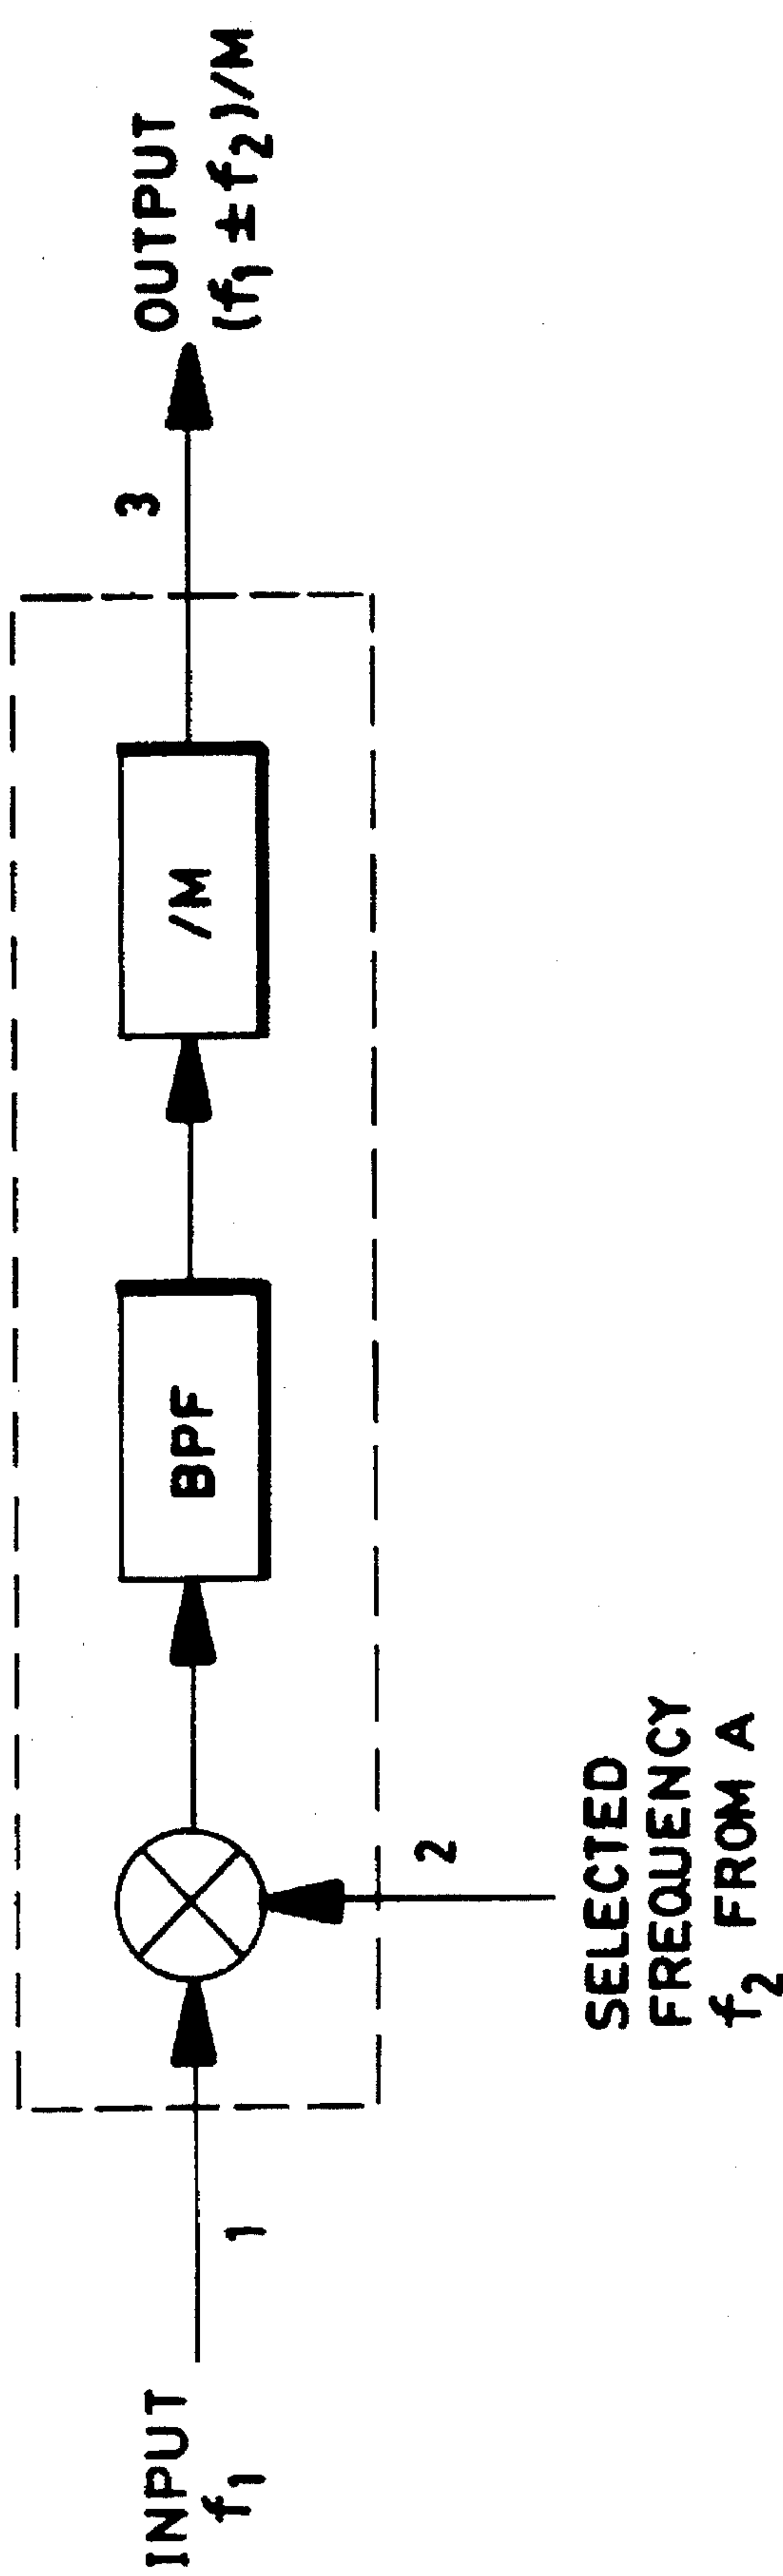 INPUT
f1
1
SELECTED
FREQUENCY
f2 FROM A
2
BPF
/M
3
OUTPUT
(f1 ± f2)/M